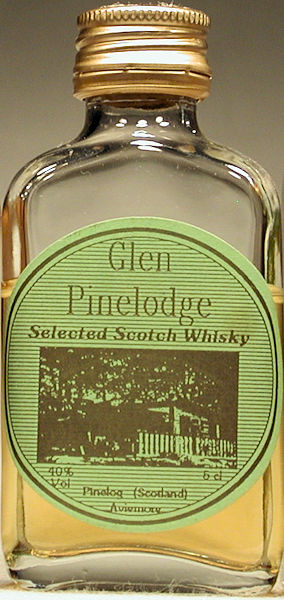 Glen
Pinelodge
Selected Scotch Whisky
40% 5 cl
Vol
Pinelog (Scotland)
Aviemore